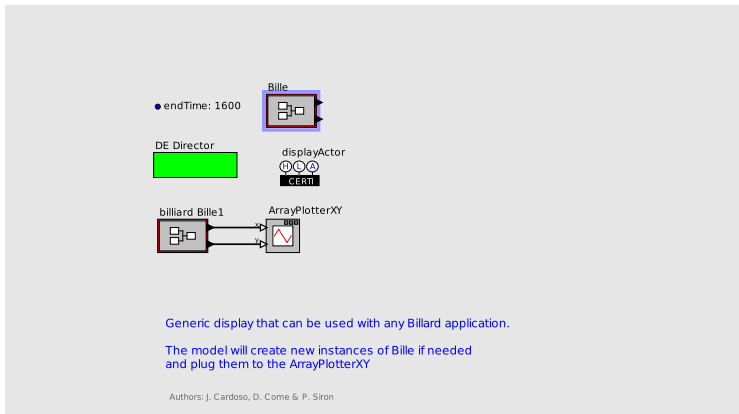 Bille
endTime: 1600
DE Director
displayActor
H L A
CERTI
billiard Bille1
ArrayPlotterXY
x
y
Generic display that can be used with any Billard application.
The model will create new instances of Bille if needed
and plug them to the ArrayPlotterXY
Authors: J. Cardoso, D. Come & P. Siron